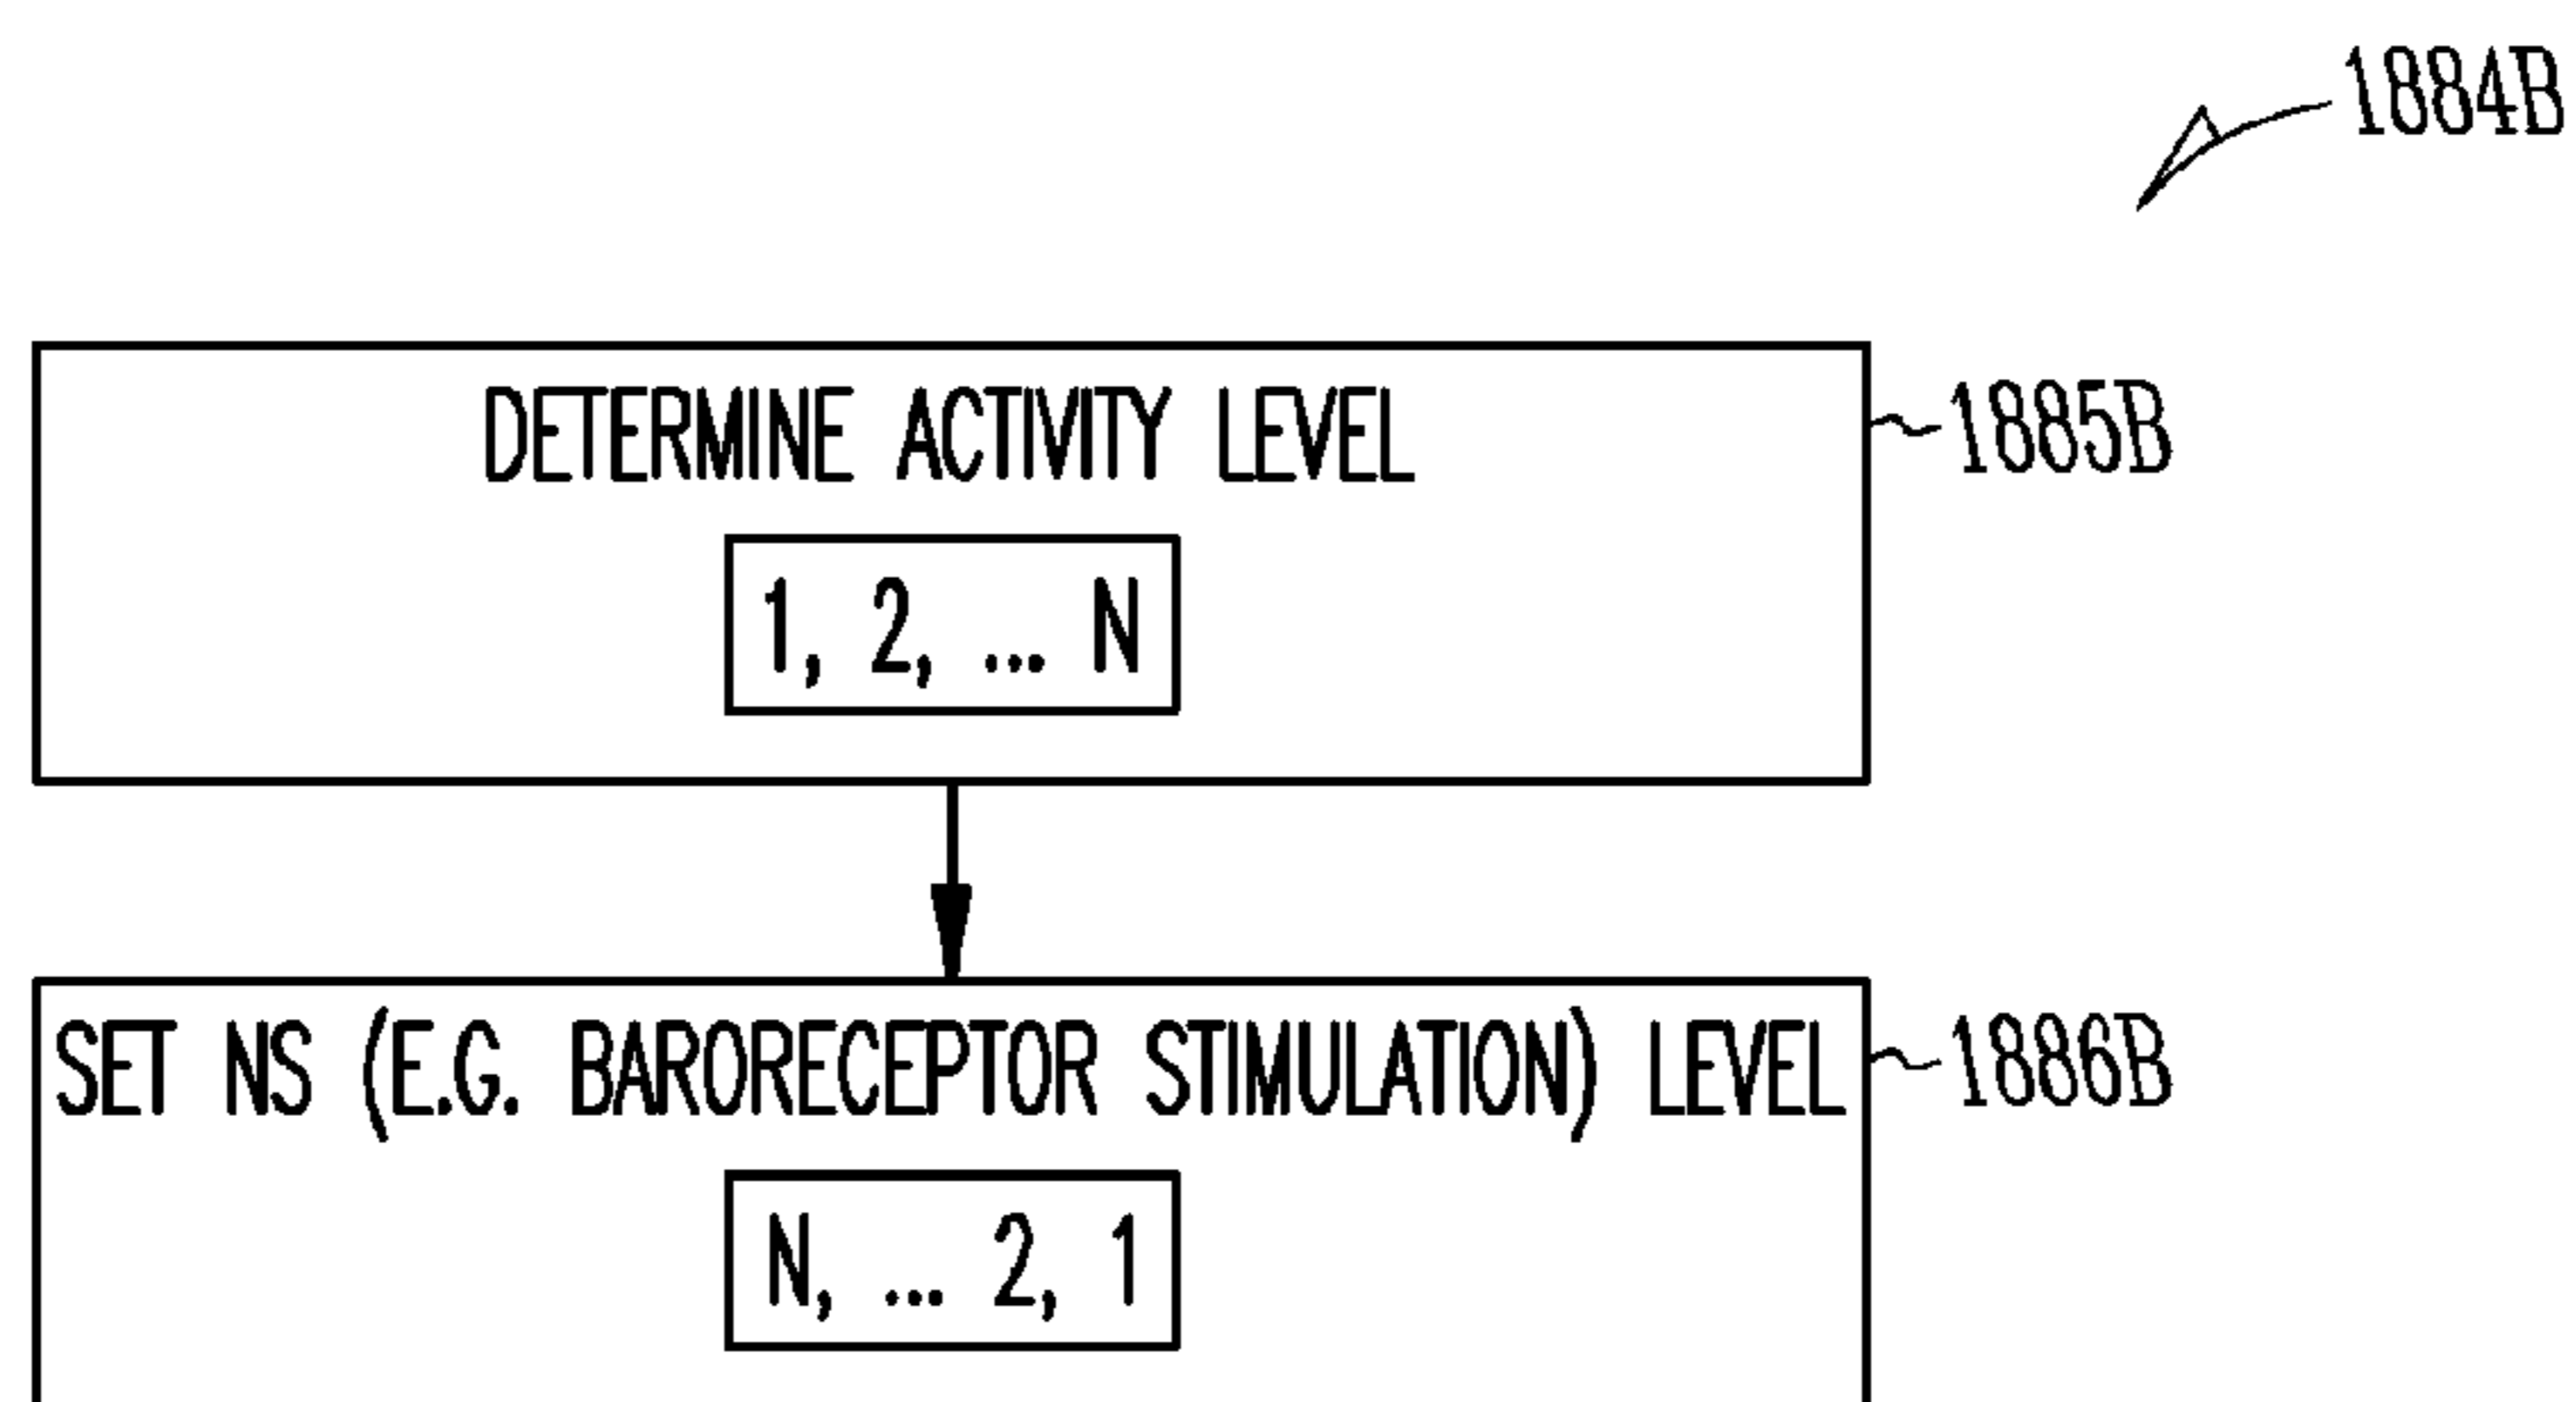 1884B
DETERMINE ACTIVITY LEVEL
1885B
1, 2, ... N
SET NS (E.G. BARORECEPTOR STIMULATION) LEVEL
1886B
N, ... 2, 1